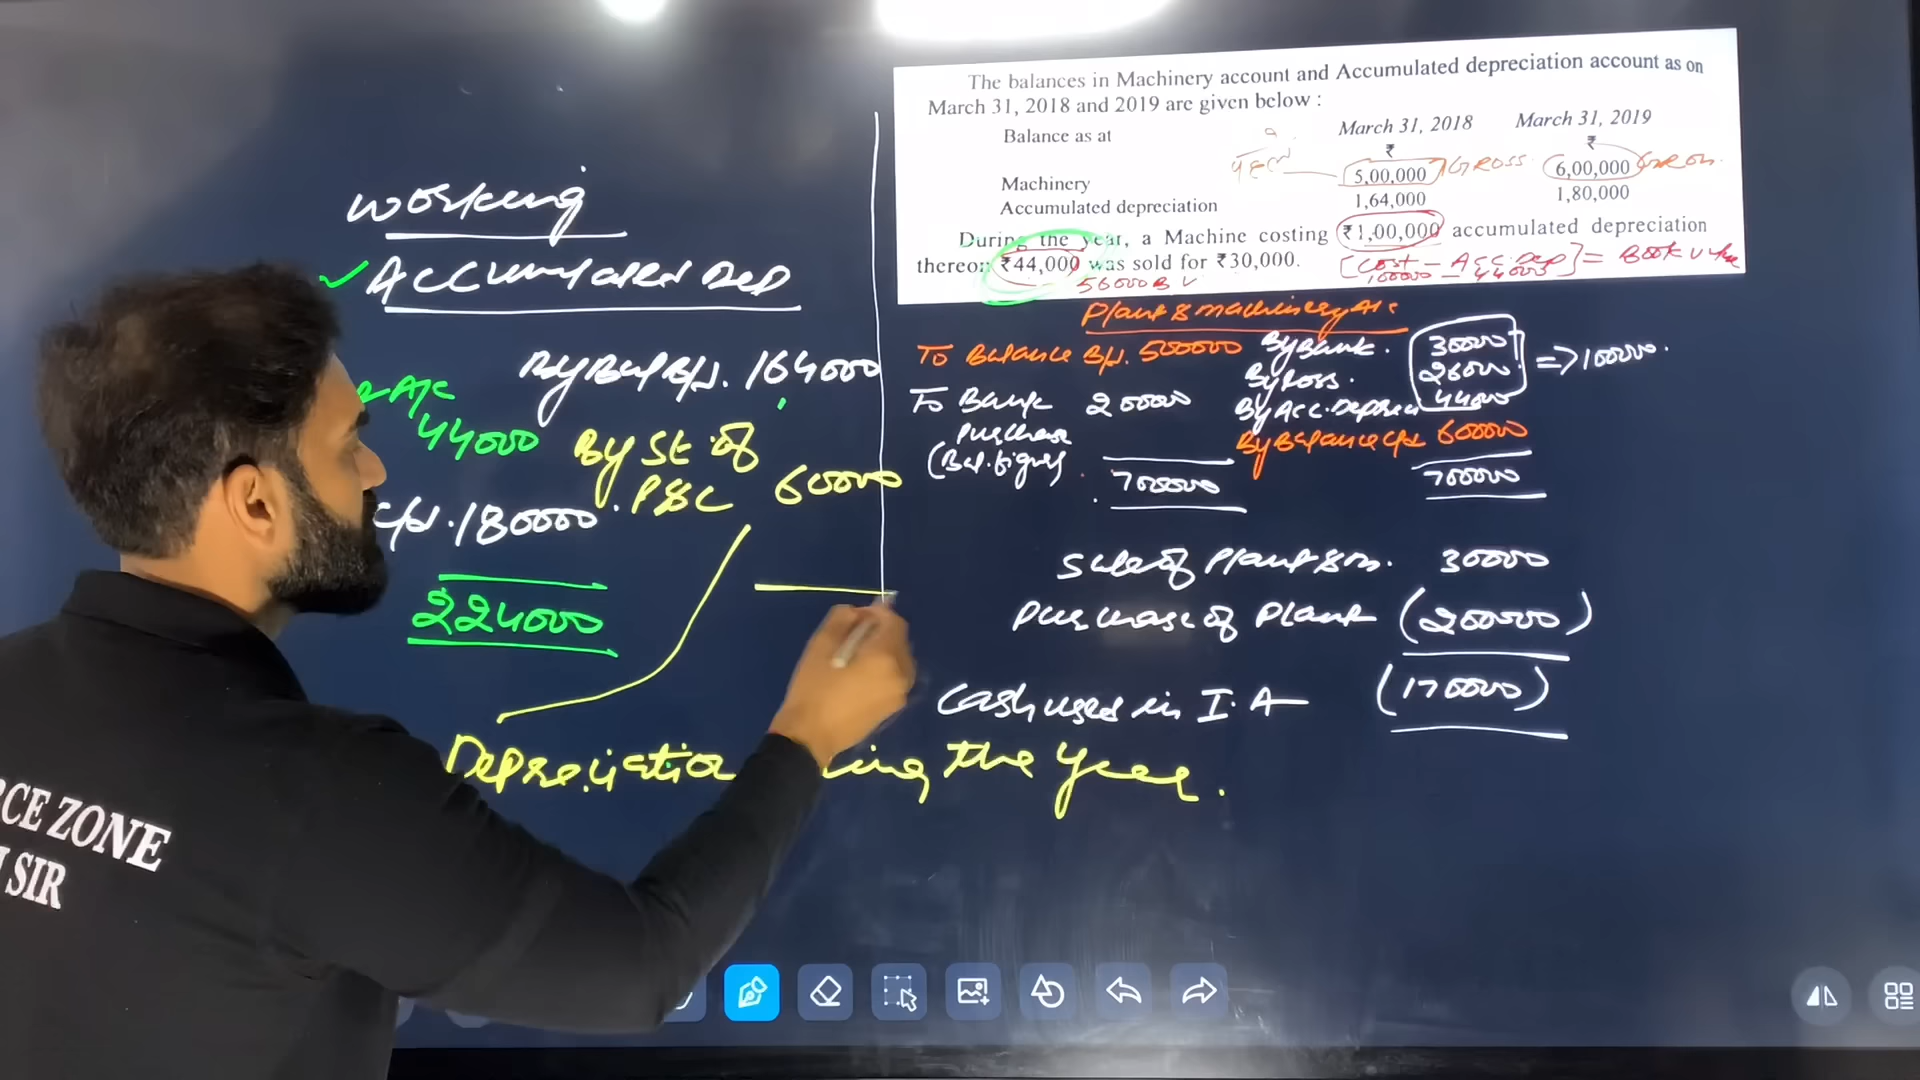 The balances in Machinery account and Accumulated depreciation account as on
March 31, 2018 and 2019 are given below :
Balance as at March 31, 2018 March 31, 2019
₹ ₹
Machinery 5,00,000 GROSS 6,00,000
Accumulated depreciation 1,64,000 1,80,000
During the year, a Machine costing ₹1,00,000 accumulated depreciation
thereon ₹44,000 was sold for ₹30,000.
[Cost - Acc. Dep] = Book
100000 - 44000
56000 B V
Plant & machinery A/c
To Balance B/d. 500000 By Bank. 30000
By Loss. 26000 => 100000.
To Bank 200000 By Acc. Deprec 44000
Purchase By Balance c/d 600000
(Bal. figure)
700000 700000
Sale of Plant & m. 30000
Purchase of Plant (200000)
Cash used in I.A (170000)
working
✓ Accumulated Dep
By Bal B/d. 164000
A/c
44000
By St. of
P&L 60000
c/d. 180000
224000
Depreciation the year.
RCE ZONE
SIR